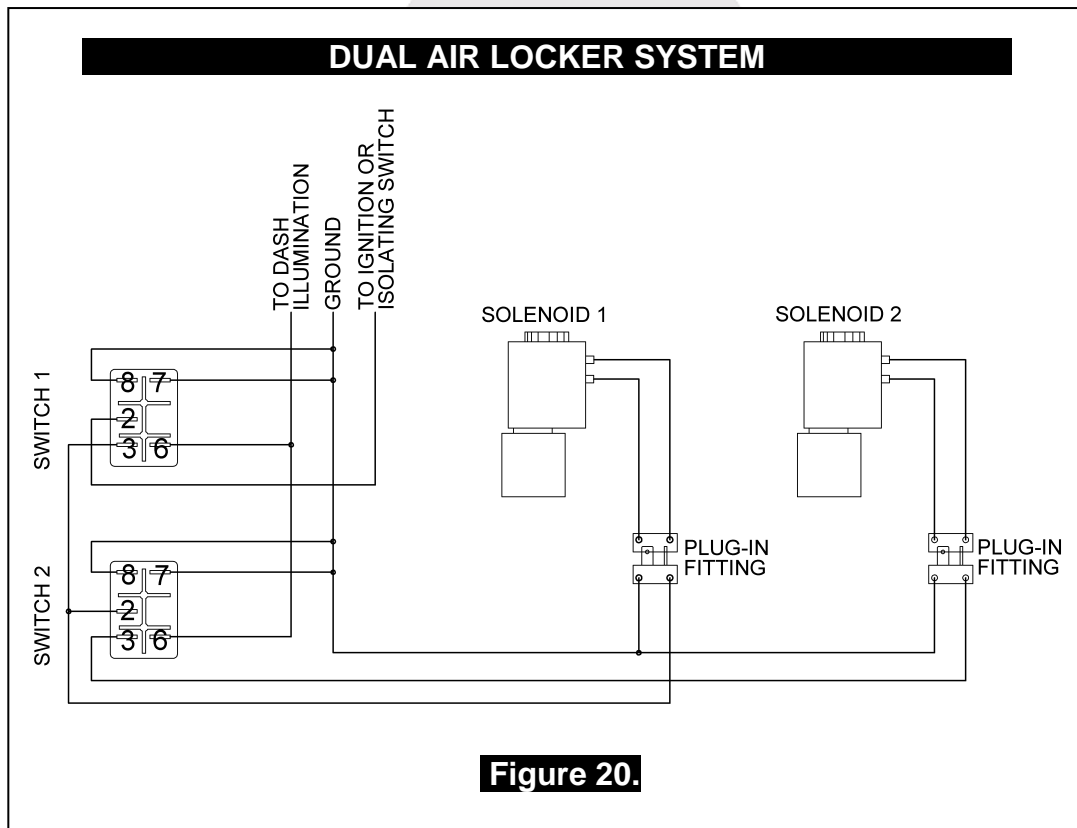 DUAL AIR LOCKER SYSTEM
TO DASH
ILLUMINATION
GROUND
TO IGNITION OR
ISOLATING SWITCH
SOLENOID 1
SOLENOID 2
SWITCH 1
8 7
2
3 6
SWITCH 2
8 7
2
3 6
PLUG-IN
FITTING
PLUG-IN
FITTING
Figure 20.